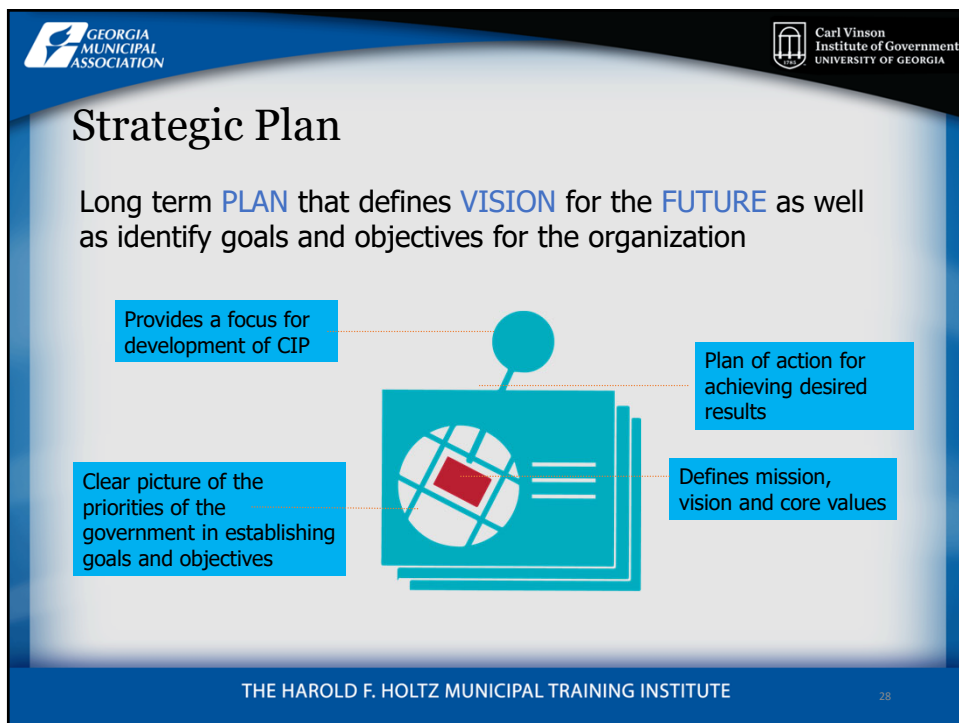 GEORGIA
MUNICIPAL
ASSOCIATION
Carl Vinson
Institute of Government
UNIVERSITY OF GEORGIA
1785
Strategic Plan
Long term PLAN that defines VISION for the FUTURE as well
as identify goals and objectives for the organization
Provides a focus for
development of CIP
Plan of action for
achieving desired
results
Clear picture of the
priorities of the
government in establishing
goals and objectives
Defines mission,
vision and core values
THE HAROLD F. HOLTZ MUNICIPAL TRAINING INSTITUTE
28